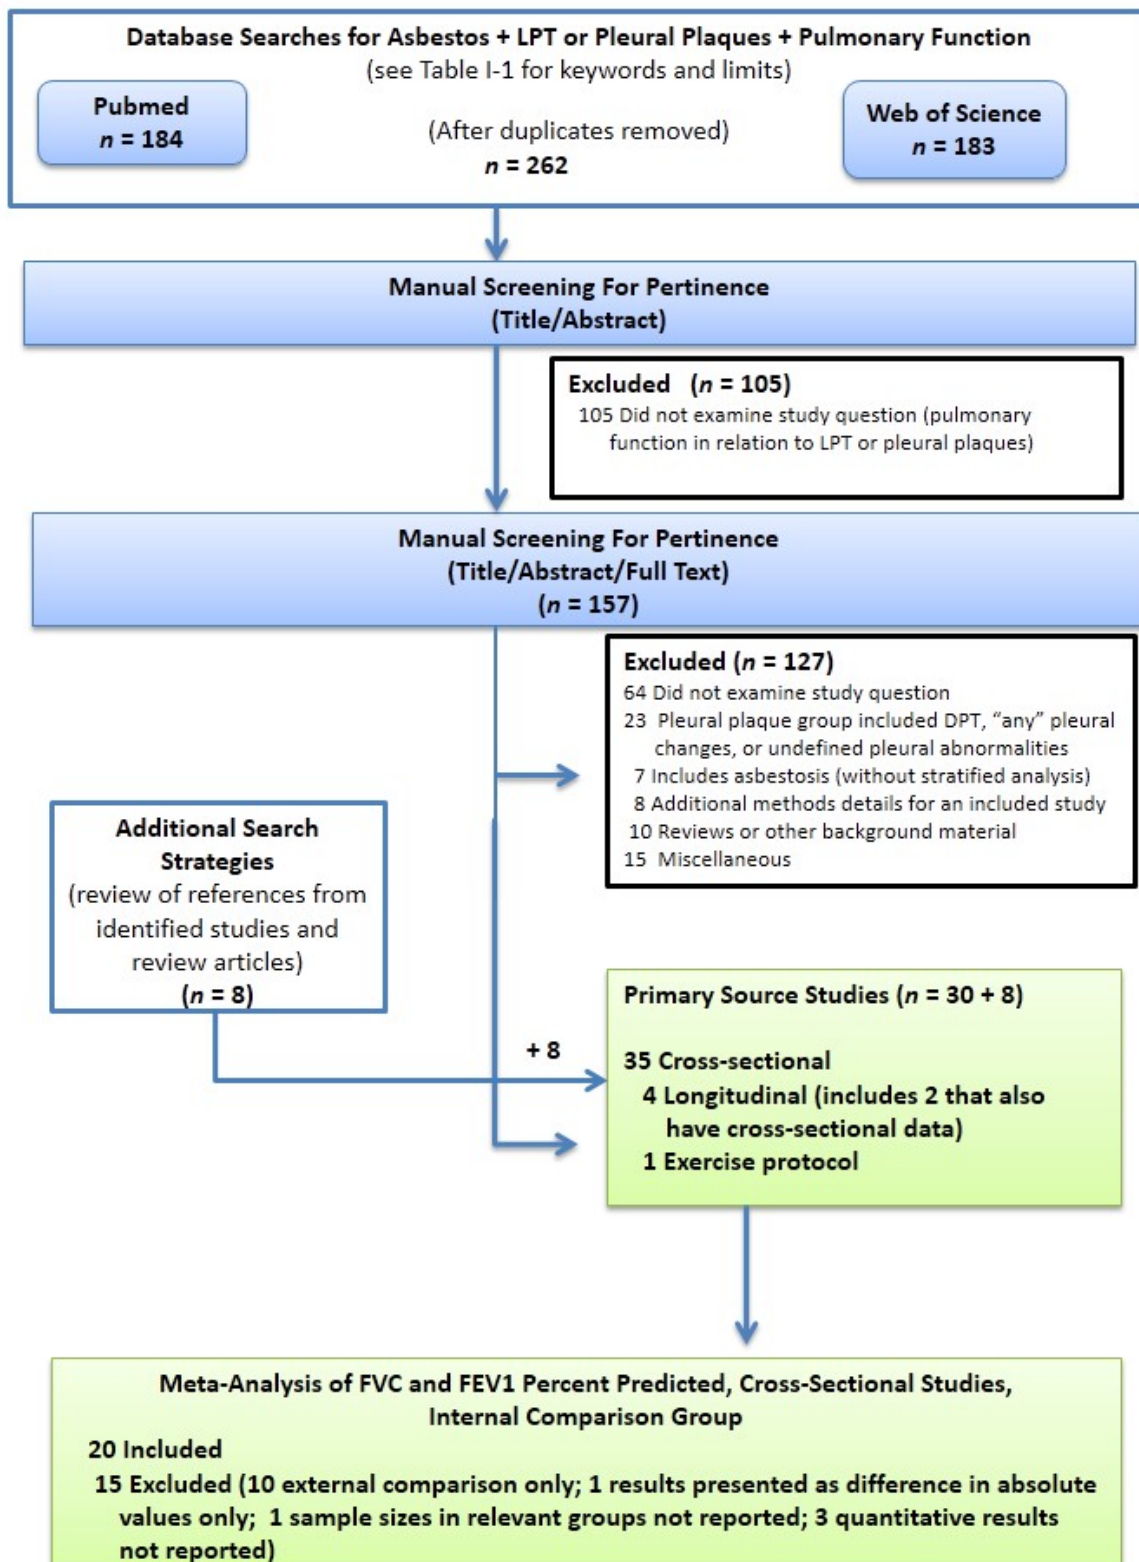 Database Searches for Asbestos + LPT or Pleural Plaques + Pulmonary Function
(see Table I-1 for keywords and limits)
Pubmed
n = 184
(After duplicates removed)
n = 262
Web of Science
n = 183
Manual Screening For Pertinence
(Title/Abstract)
Excluded (n = 105)
105 Did not examine study question (pulmonary
function in relation to LPT or pleural plaques)
Manual Screening For Pertinence
(Title/Abstract/Full Text)
(n = 157)
Excluded (n = 127)
64 Did not examine study question
23 Pleural plaque group included DPT, “any” pleural
changes, or undefined pleural abnormalities
7 Includes asbestosis (without stratified analysis)
8 Additional methods details for an included study
10 Reviews or other background material
15 Miscellaneous
Additional Search
Strategies
(review of references from
identified studies and
review articles)
(n = 8)
+ 8
Primary Source Studies (n = 30 + 8)
35 Cross-sectional
4 Longitudinal (includes 2 that also
have cross-sectional data)
1 Exercise protocol
Meta-Analysis of FVC and FEV1 Percent Predicted, Cross-Sectional Studies,
Internal Comparison Group
20 Included
15 Excluded (10 external comparison only; 1 results presented as difference in absolute
values only; 1 sample sizes in relevant groups not reported; 3 quantitative results
not reported)